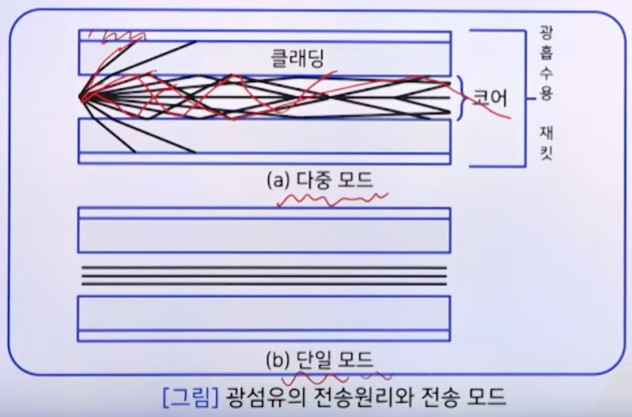 클래딩
코어
광흡수용 재킷
(a) 다중 모드
(b) 단일 모드
[그림] 광섬유의 전송원리와 전송 모드